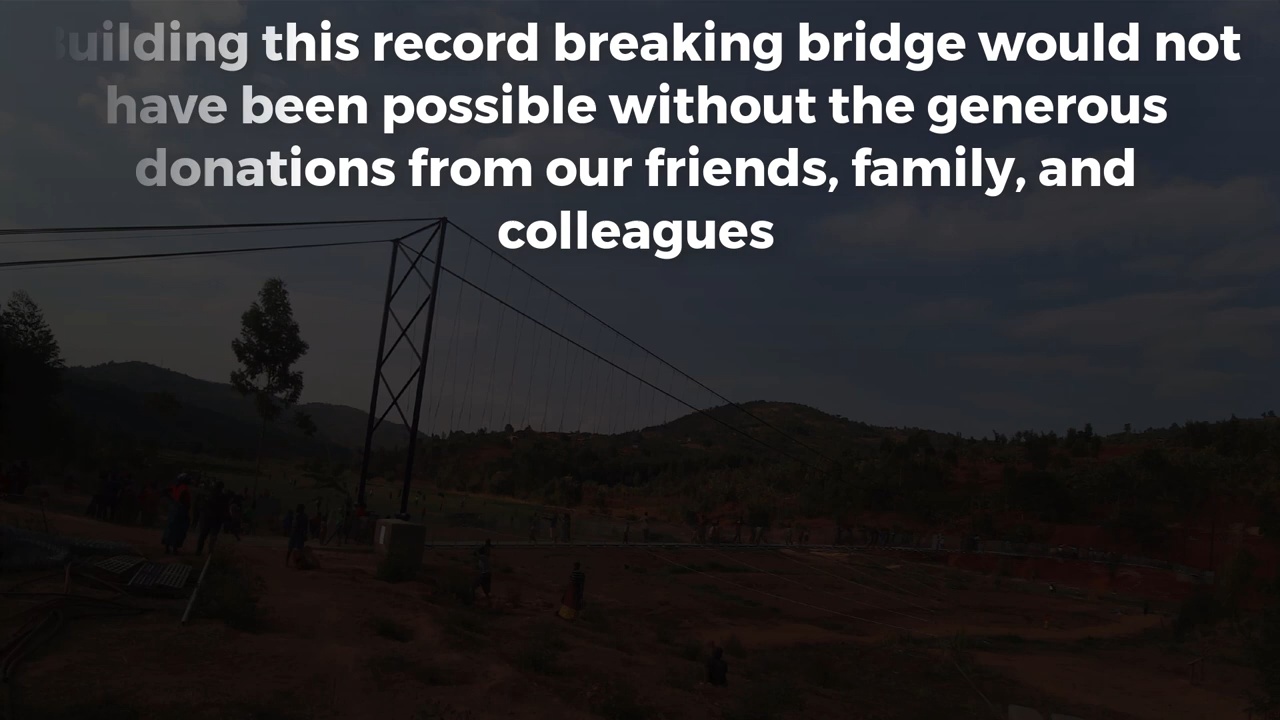 Building this record breaking bridge would not
have been possible without the generous
donations from our friends, family, and
colleagues